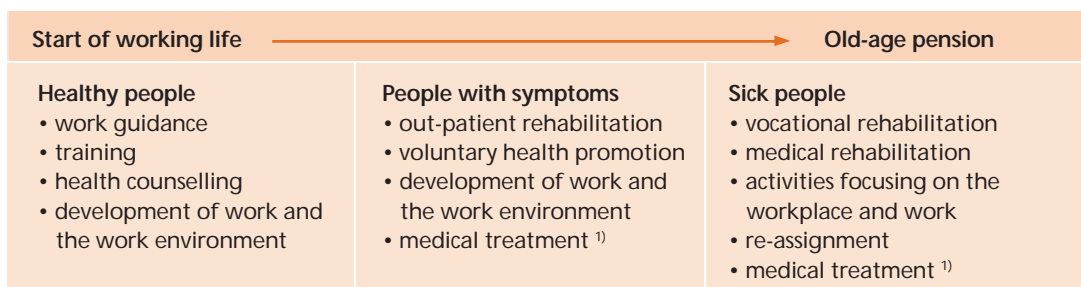 Start of working life Old-age pension
Healthy people
• work guidance
• training
• health counselling
• development of work and
the work environment
People with symptoms
• out-patient rehabilitation
• voluntary health promotion
• development of work and
the work environment
• medical treatment 1)
Sick people
• vocational rehabilitation
• medical rehabilitation
• activities focusing on the
workplace and work
• re-assignment
• medical treatment 1)